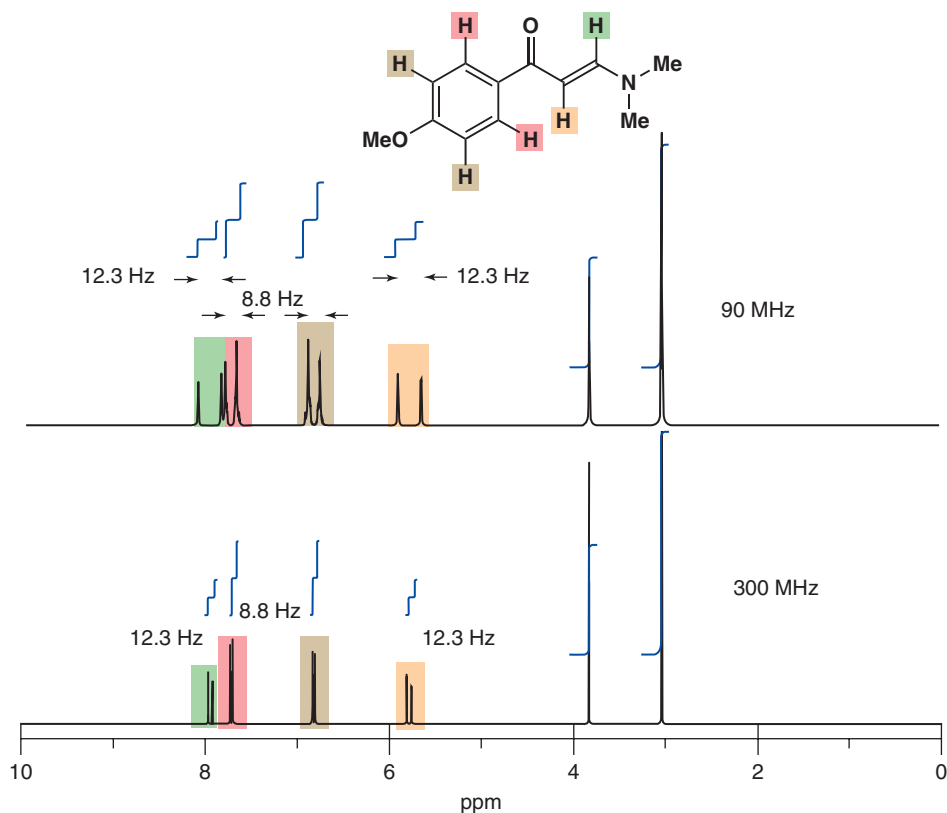 H O H
H Me
N
H Me
MeO H
H
12.3 Hz 12.3 Hz
8.8 Hz
90 MHz
300 MHz
8.8 Hz
12.3 Hz 12.3 Hz
10 8 6 4 2 0
ppm